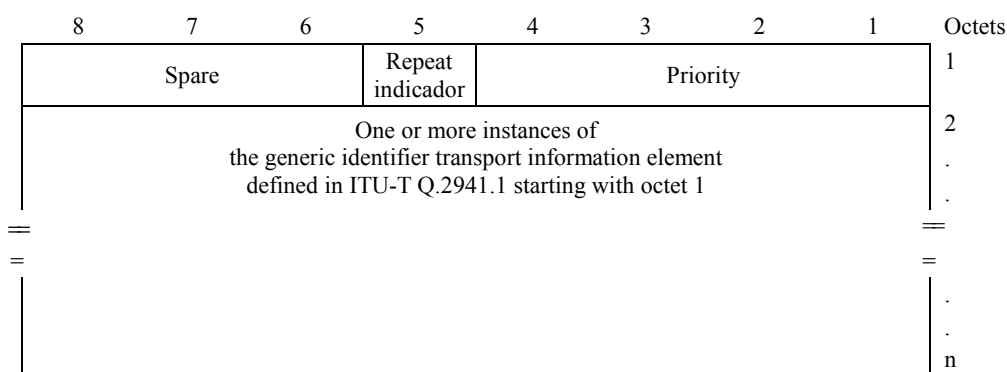 8 7 6 5 4 3 2 1 Octets
Spare Repeat indicador Priority 1
One or more instances of 2
the generic identifier transport information element .
defined in ITU-T Q.2941.1 starting with octet 1 .
== ==
= =
.
.
n